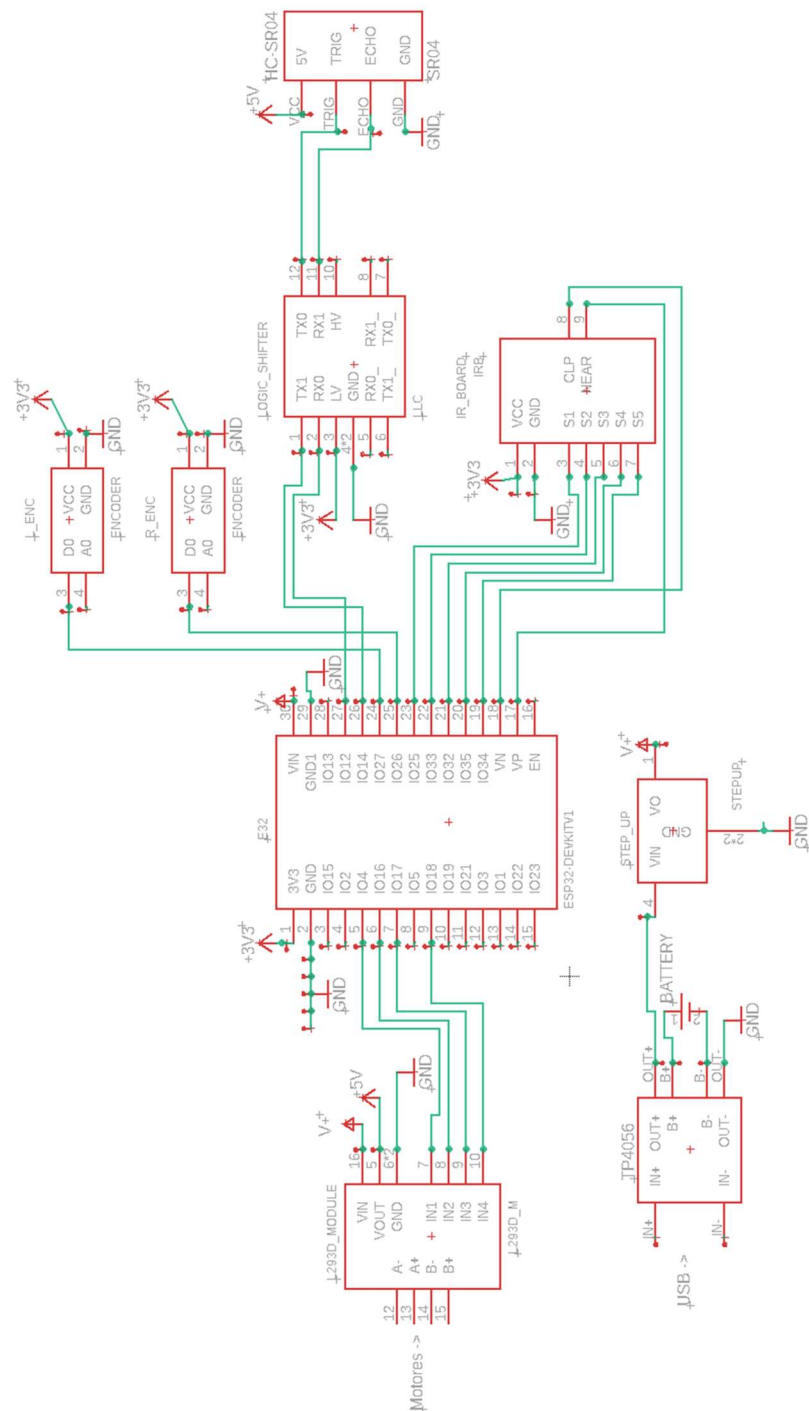 HC-SR04
5V
TRIG
ECHO
GND
SR04
+5V
VCC
TRIG
ECHO
GND
GND
LOGIC_SHIFTER
12
11
10
8
7
TX0
RX1
HV
RX1_
TX0_
TX1
RX0
LV
GND
RX0_
TX1_
1
2
3
4*2
5
6
LLC
+3V3
GND
L_ENC
D0
A0
VCC
GND
3
4
1
2
ENCODER
+3V3
GND
R_ENC
D0
A0
VCC
GND
3
4
1
2
ENCODER
+3V3
GND
IR_BOARD
IRB
VCC
GND
S1
S2
S3
S4
S5
CLP
NEAR
1
2
3
4
5
6
7
8
9
+3V3
GND
E32
3V3
GND
IO15
IO2
IO4
IO16
IO17
IO5
IO18
IO19
IO21
IO3
IO1
IO22
IO23
1
2
3
4
5
6
7
8
9
10
11
12
13
14
15
VIN
GND1
IO13
IO12
IO14
IO27
IO26
IO25
IO33
IO32
IO35
IO34
VN
VP
EN
30
29
28
27
26
24
25
23
22
21
20
19
18
17
16
ESP32-DEVKITV1
V+
GND
+3V3
GND
STEP_UP
VIN
VO
GND
4
1
2*2
STEPUP
V+
GND
L293D_MODULE
VIN
VOUT
GND
IN1
IN2
IN3
IN4
A-
A+
B-
B+
16
5
6*2
7
8
9
10
12
13
14
15
L293D_M
V+
+5V
GND
Motores ->
TP4056
IN+
IN-
OUT+
B+
B-
OUT-
IN+
IN-
OUT+
B+
B-
OUT-
BATTERY
GND
USB ->